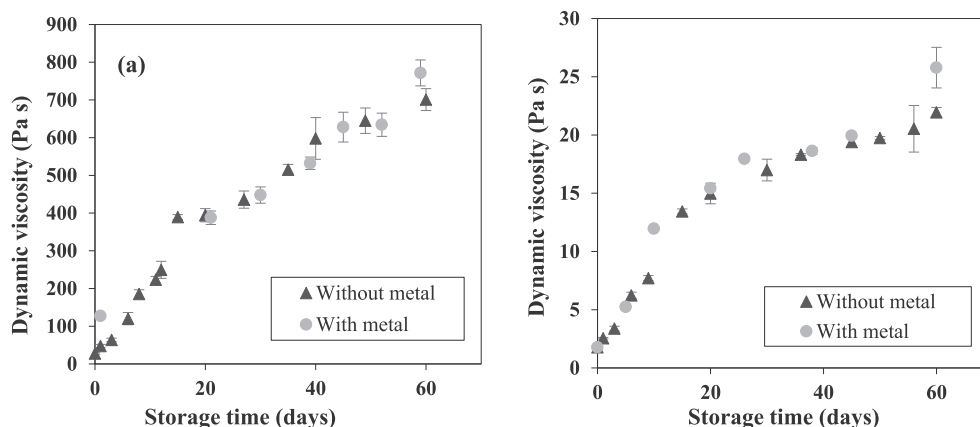 (a)
Dynamic viscosity (Pa s)
900
800
700
600
500
400
300
200
100
0
Without metal
With metal
0 20 40 60
Storage time (days)
Dynamic viscosity (Pa s)
30
25
20
15
10
5
0
Without metal
With metal
0 20 40 60
Storage time (days)